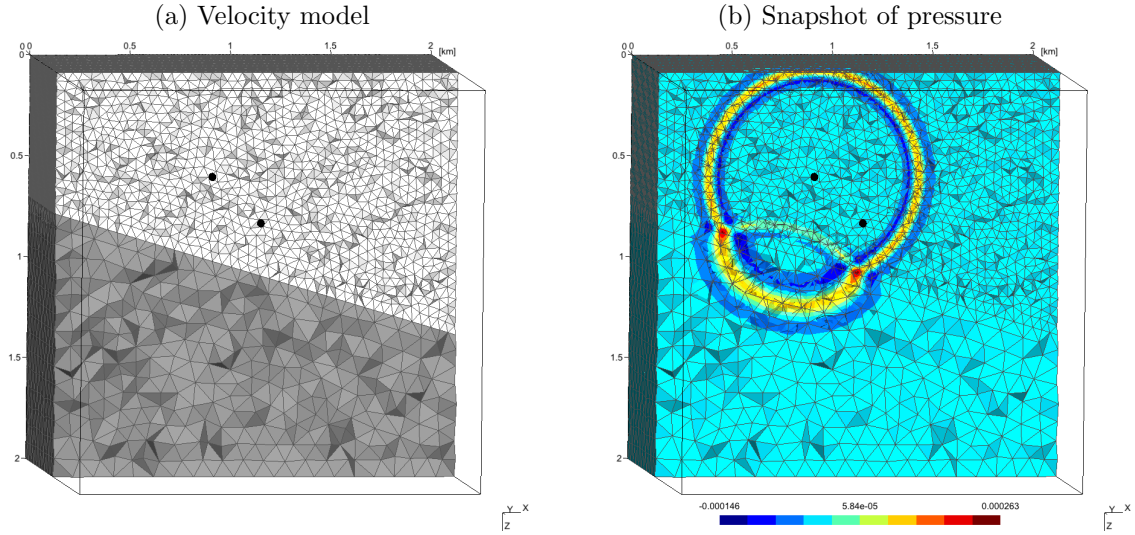 (a) Velocity model
(b) Snapshot of pressure
0.0 0.5 1 1.5 2 [km]
0
0.5
1
1.5
2
Y X
Z
0.0 0.5 1 1.5 2 [km]
0
0.5
1
1.5
2
-0.000146 5.84e-05 0.000263
Y X
Z